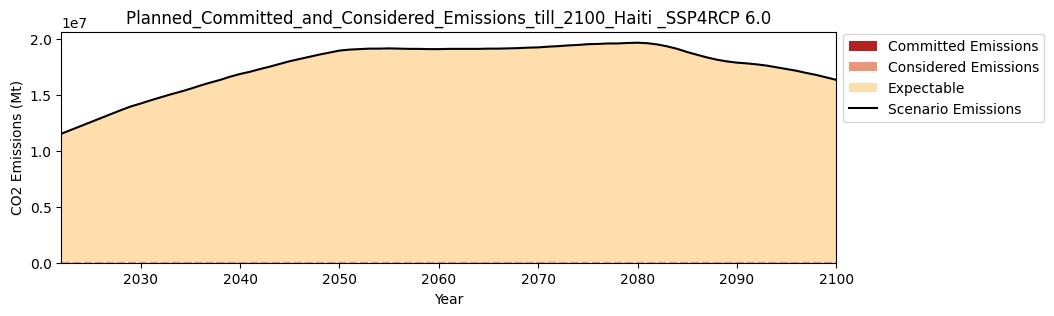 Planned_Committed_and_Considered_Emissions_till_2100_Haiti _SSP4RCP 6.0
1e7
2.0
1.5
1.0
0.5
0.0
CO2 Emissions (Mt)
2030 2040 2050 2060 2070 2080 2090 2100
Year
Committed Emissions
Considered Emissions
Expectable
Scenario Emissions